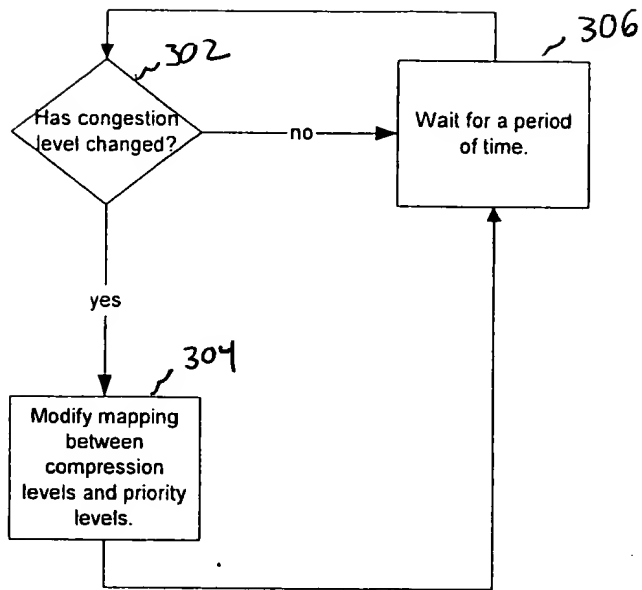 306
302
Has congestion
level changed?
no
Wait for a period
of time.
yes
304
Modify mapping
between
compression
levels and priority
levels.